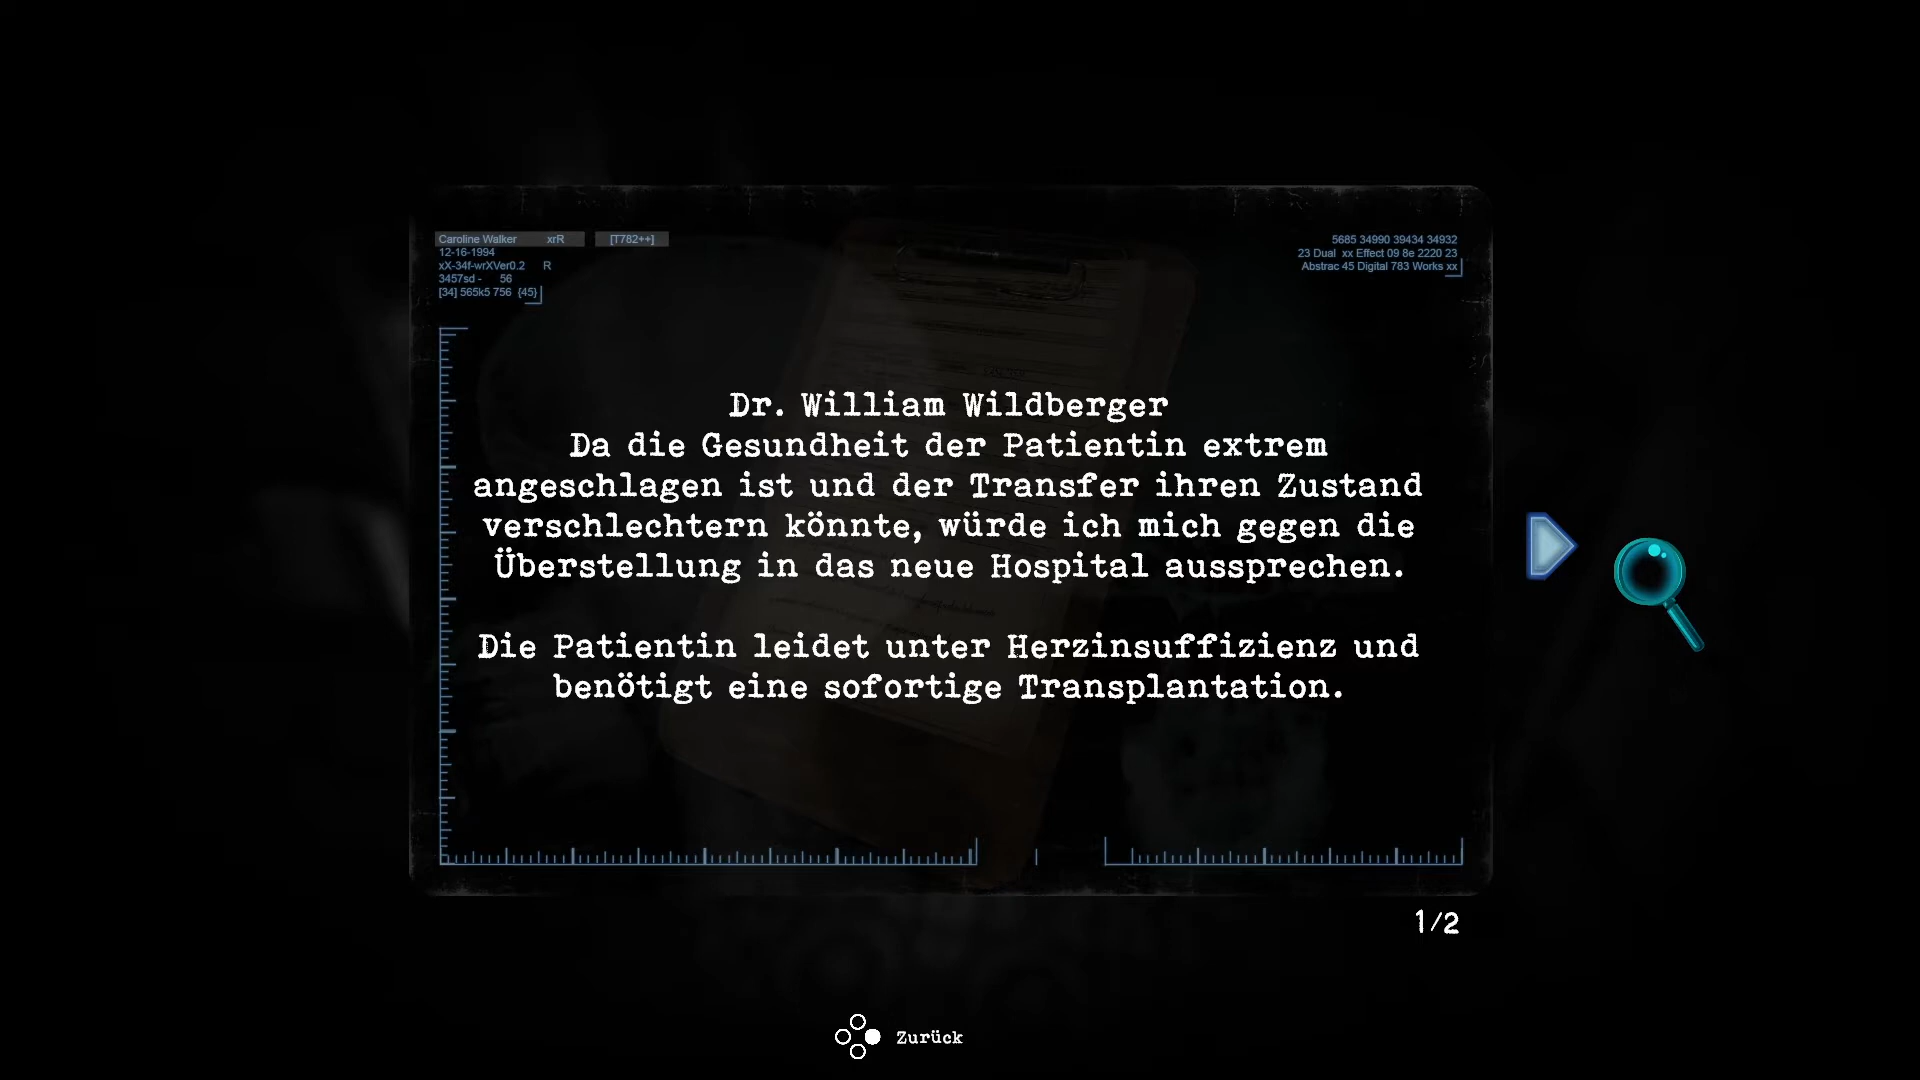 Caroline Walker xrR [T782++]
12-16-1994
xX-34f-wrXVer0.2 R
3457sd - 56
[34] 565k5 756 {45}
5685 34990 39434 34932
23 Dual xx Effect 09 8e 2220 23
Abstrac 45 Digital 783 Works xx
Dr. William Wildberger
Da die Gesundheit der Patientin extrem
angeschlagen ist und der Transfer ihren Zustand
verschlechtern könnte, würde ich mich gegen die
Überstellung in das neue Hospital aussprechen.
Die Patientin leidet unter Herzinsuffizienz und
benötigt eine sofortige Transplantation.
1/2
Zurück